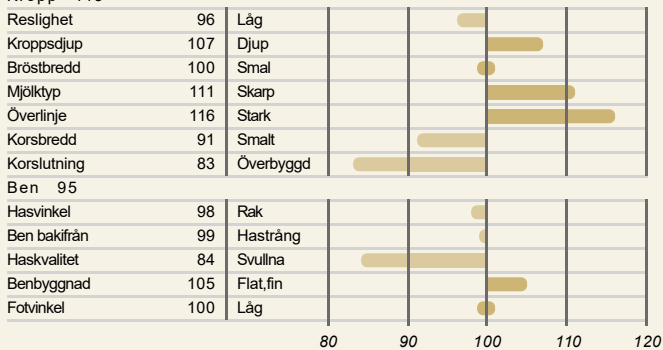 Reslighet 96 Låg
Kroppsdjup 107 Djup
Bröstbredd 100 Smal
Mjölktyp 111 Skarp
Överlinje 116 Stark
Korsbredd 91 Smalt
Korslutning 83 Överbyggd
Ben 95
Hasvinkel 98 Rak
Ben bakifrån 99 Hastrång
Haskvalitet 84 Svullna
Benbyggnad 105 Flat,fin
Fotvinkel 100 Låg
80 90 100 110 120